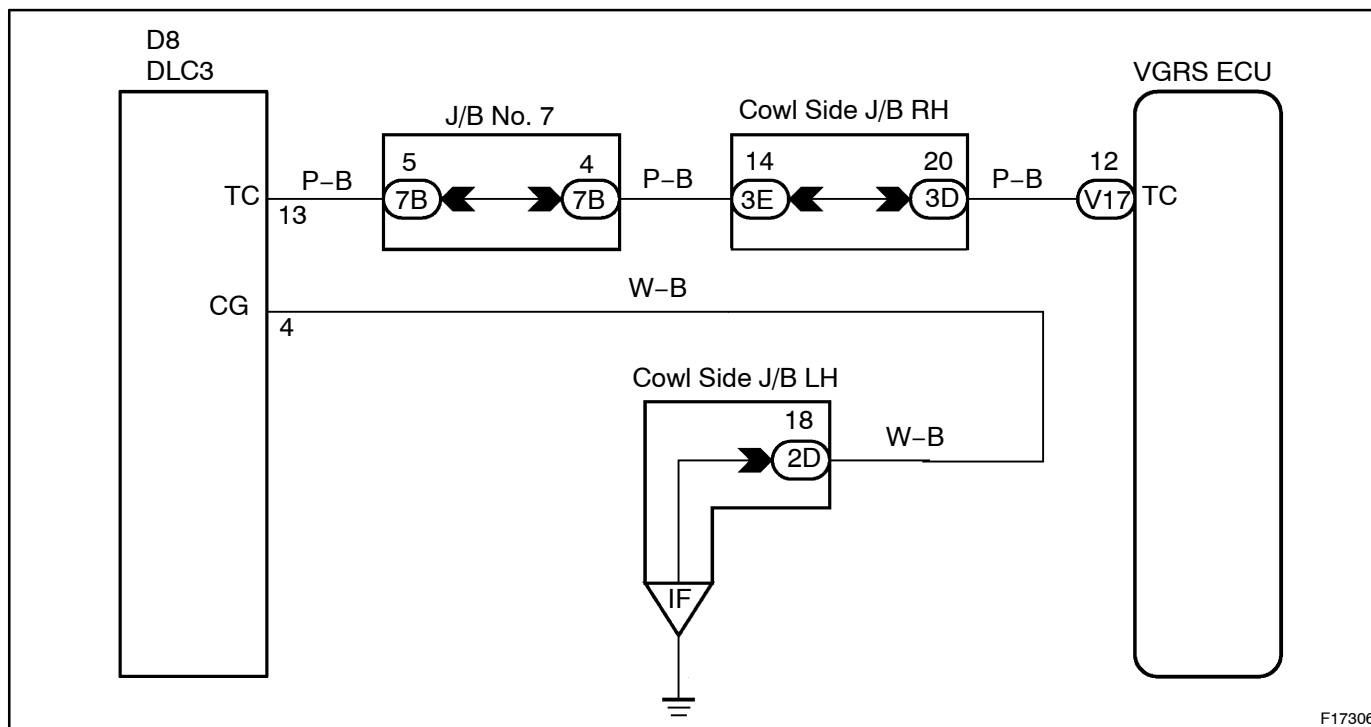 D8
DLC3
VGRS ECU
J/B No. 7
Cowl Side J/B RH
5
4
14
20
12
TC
P−B
13
7B
7B
P−B
3E
3D
P−B
V17
TC
CG
4
W−B
Cowl Side J/B LH
18
2D
W−B
IF
F17306